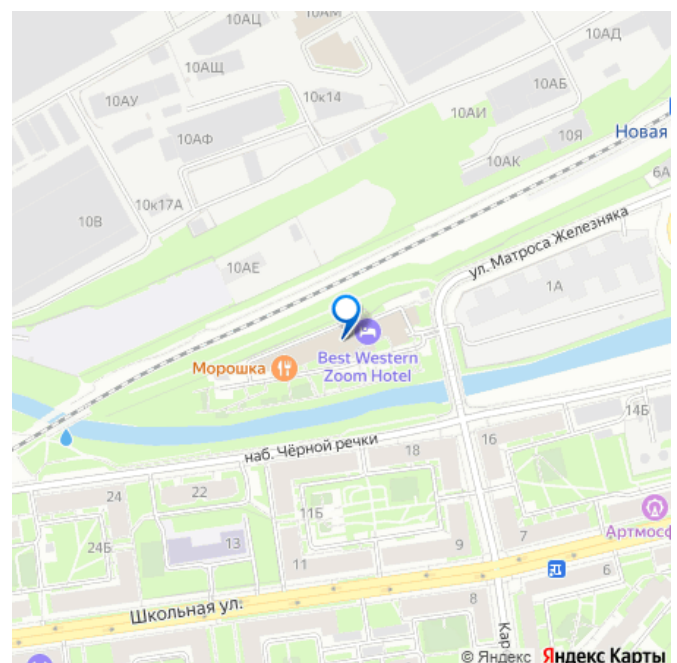 10АЦ
10АМ
10АД
10АЩ
10АУ
10к14
10АБ
10АИ
10АФ
10Я
Новая
10АК
6А
10к17А
10В
ул. Матроса Железняка
10АЕ
1А
Best Western
Zoom Hotel
Морошка
14Б
наб. Чёрной речки
18
16
24
22
11Б
24Б
13
11
9
7
Артмосф
6
Школьная ул.
8
Кар
© Яндекс Яндекс Карты